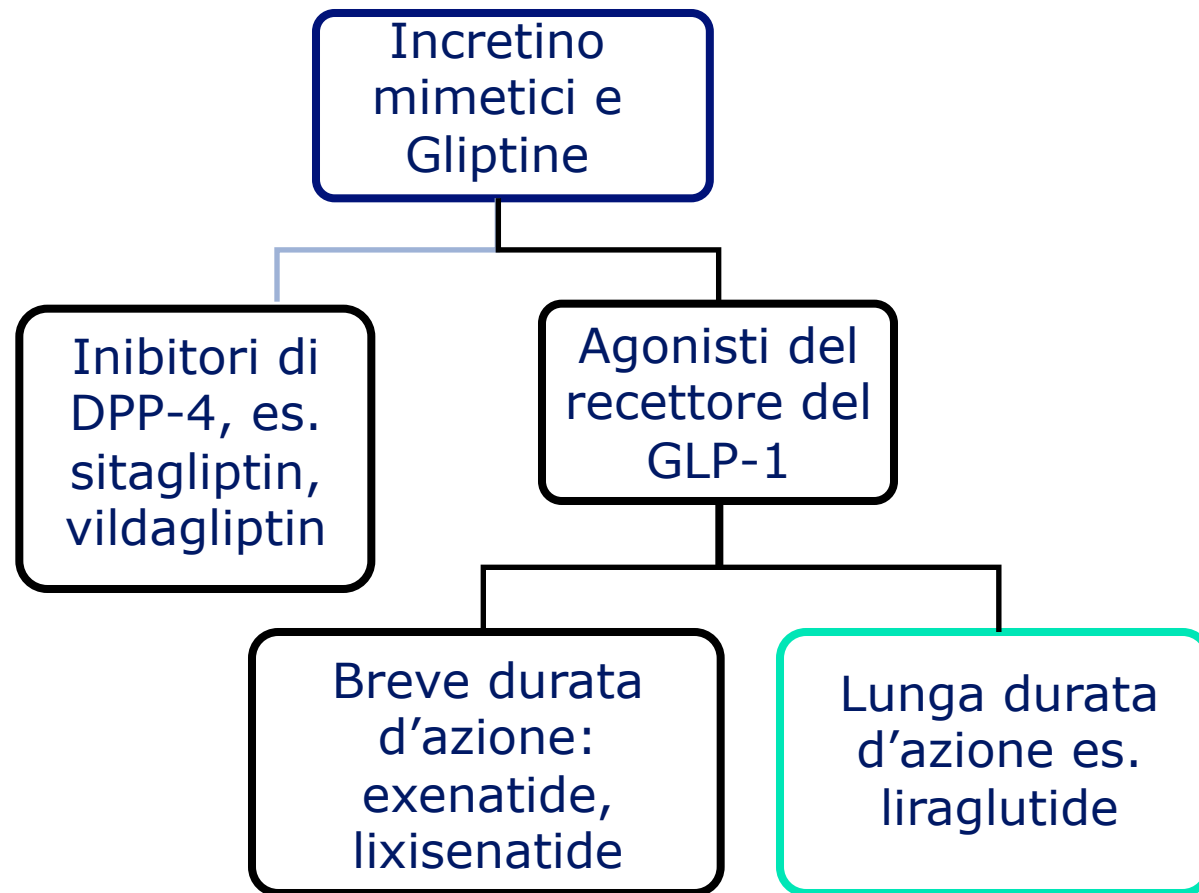 Incretino
mimetici e
Gliptine
Inibitori di
DPP-4, es.
sitagliptin,
vildagliptin
Agonisti del
recettore del
GLP-1
Breve durata
d’azione:
exenatide,
lixisenatide
Lunga durata
d’azione es.
liraglutide